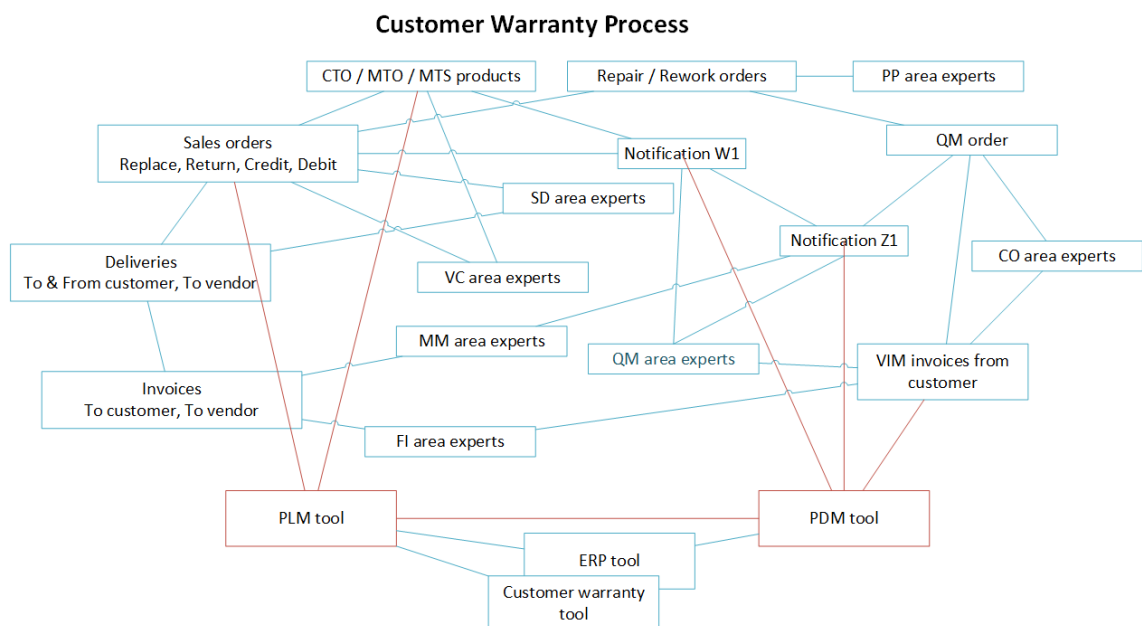 Customer Warranty Process
CTO / MTO / MTS products
Repair / Rework orders
PP area experts
Sales orders
Replace, Return, Credit, Debit
Notification W1
QM order
SD area experts
Notification Z1
Deliveries
To & From customer, To vendor
VC area experts
CO area experts
MM area experts
QM area experts
VIM invoices from
customer
Invoices
To customer, To vendor
FI area experts
PLM tool
PDM tool
ERP tool
Customer warranty
tool